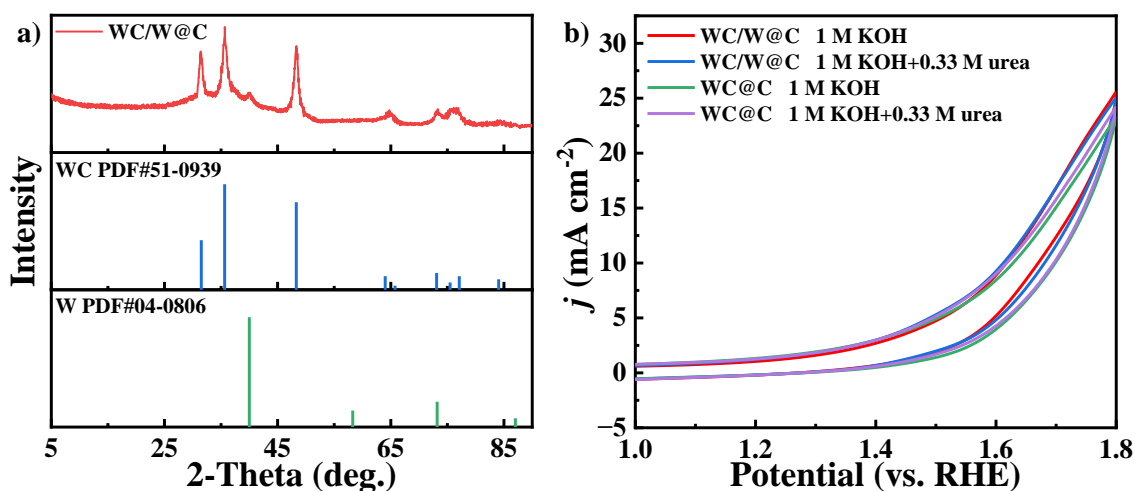 a)
WC/W@C
WC PDF#51-0939
W PDF#04-0806
Intensity
5 25 45 65 85
2-Theta (deg.)
b)
WC/W@C 1 M KOH
WC/W@C 1 M KOH+0.33 M urea
WC@C 1 M KOH
WC@C 1 M KOH+0.33 M urea
30
25
20
15
10
5
0
−5
j (mA cm-2)
1.0 1.2 1.4 1.6 1.8
Potential (vs. RHE)